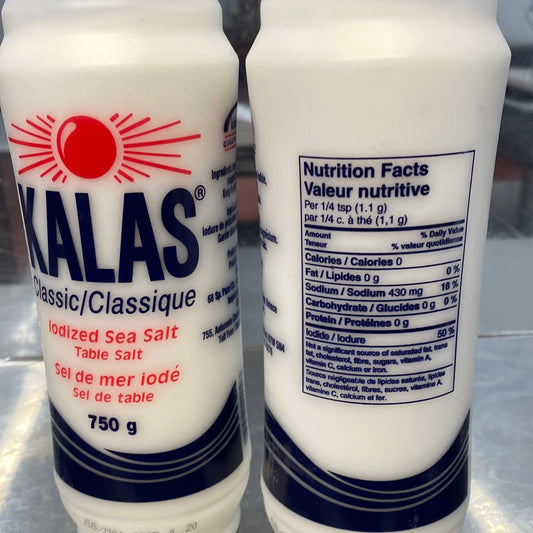 KALAS®
Classic/Classique
Iodized Sea Salt
Table Salt
Sel de mer iodé
Sel de table
750 g
Nutrition Facts
Valeur nutritive
Per 1/4 tsp (1.1 g)
par 1/4 c. à thé (1,1 g)
Amount % Daily Value
Teneur % valeur quotidienne
Calories / Calories 0
Fat / Lipides 0 g 0 %
Sodium / Sodium 430 mg 18 %
Carbohydrate / Glucides 0 g 0 %
Protein / Protéines 0 g
Iodide / Iodure 50 %
Not a significant source of saturated fat, trans
fat, cholesterol, fibre, sugars, vitamin A,
vitamin C, calcium or iron.
Source négligeable de lipides saturés, lipides
trans, cholestérol, fibres, sucres, vitamine A,
vitamine C, calcium et fer.